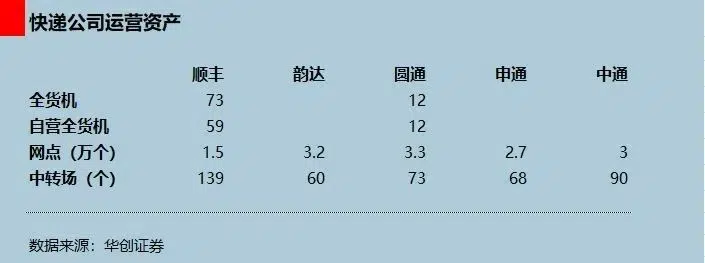 快递公司运营资产
顺丰 韵达 圆通 申通 中通
全货机 73 12
自营全货机 59 12
网点（万个） 1.5 3.2 3.3 2.7 3
中转场（个） 139 60 73 68 90
数据来源：华创证券